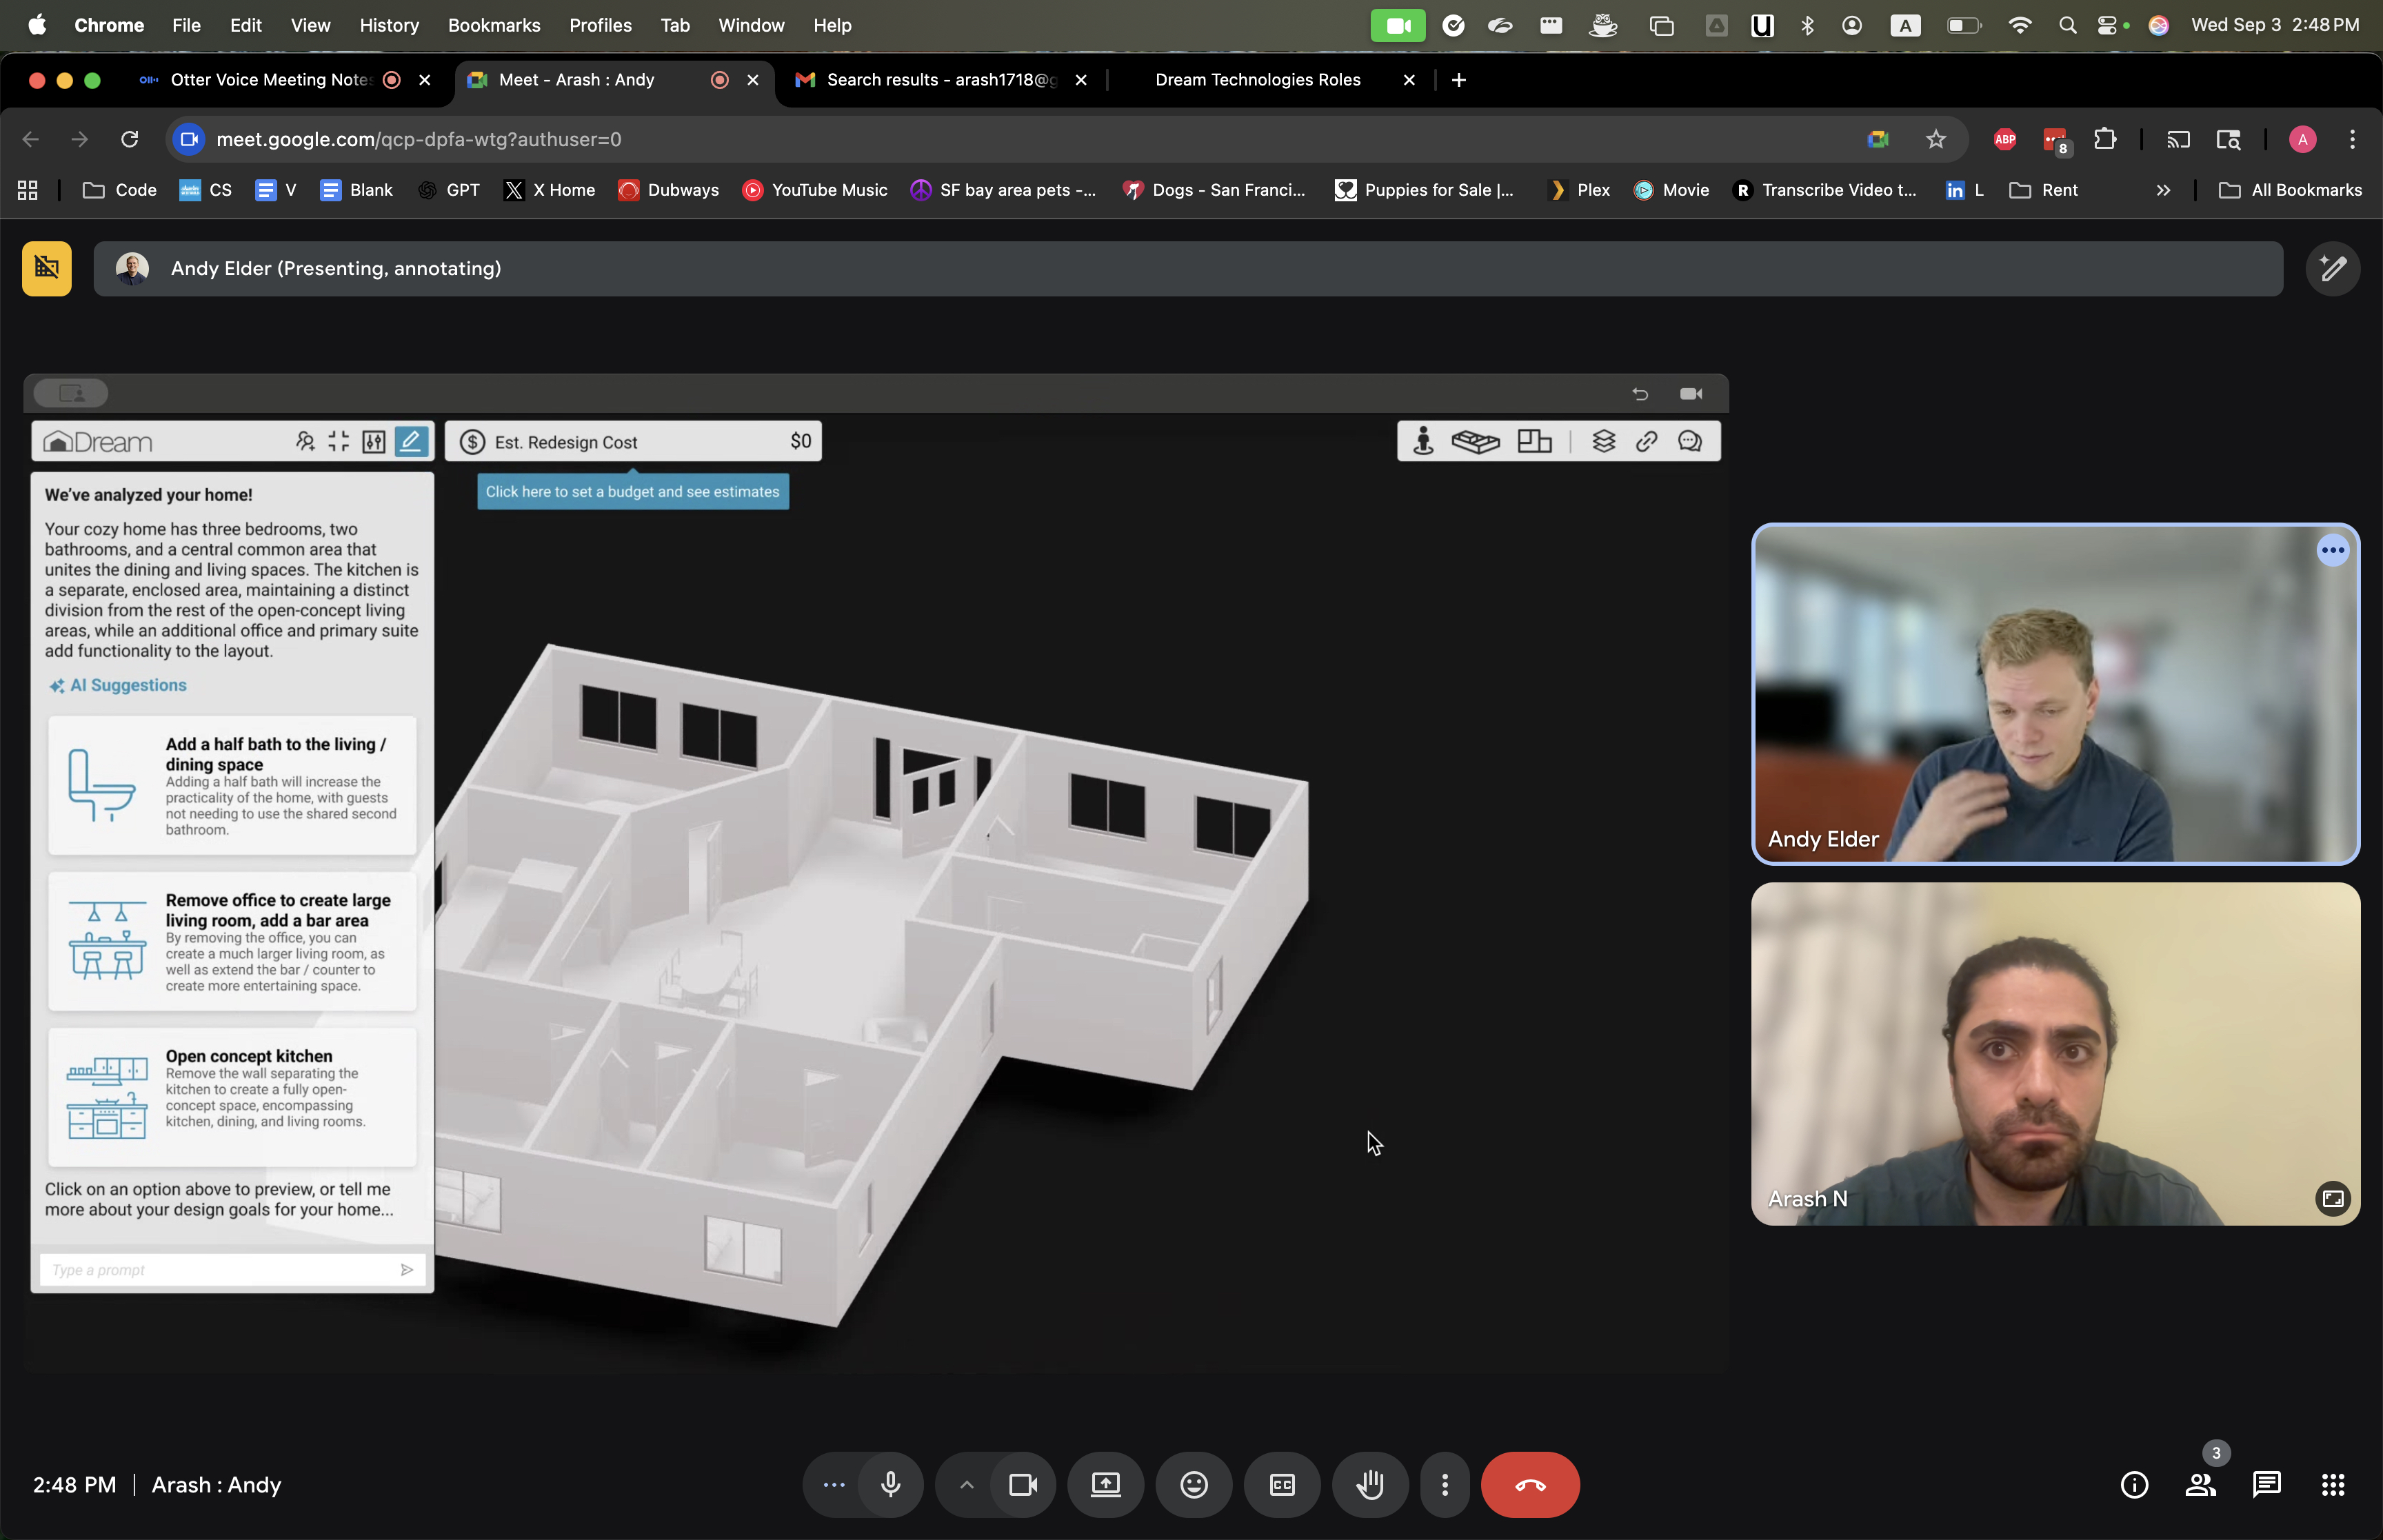 Chrome File Edit View History Bookmarks Profiles Tab Window Help
A
Wed Sep 3 2:48 PM
Otter Voice Meeting Notes
Meet - Arash : Andy
Search results - arash1718@g
Dream Technologies Roles
meet.google.com/qcp-dpfa-wtg?authuser=0
ABP
8
A
Code CS V Blank GPT X Home Dubways YouTube Music SF bay area pets -... Dogs - San Franci... Puppies for Sale |... Plex Movie R Transcribe Video t... in L Rent » All Bookmarks
Andy Elder (Presenting, annotating)
Dream
$ Est. Redesign Cost $0
Click here to set a budget and see estimates
We've analyzed your home!
Your cozy home has three bedrooms, two
bathrooms, and a central common area that
unites the dining and living spaces. The kitchen is
a separate, enclosed area, maintaining a distinct
division from the rest of the open-concept living
areas, while an additional office and primary suite
add functionality to the layout.
AI Suggestions
Add a half bath to the living /
dining space
Adding a half bath will increase the
practicality of the home, with guests
not needing to use the shared second
bathroom.
Remove office to create large
living room, add a bar area
By removing the office, you can
create a much larger living room, as
well as extend the bar / counter to
create more entertaining space.
Open concept kitchen
Remove the wall separating the
kitchen to create a fully open-
concept space, encompassing
kitchen, dining, and living rooms.
Click on an option above to preview, or tell me
more about your design goals for your home...
Type a prompt
Andy Elder
Arash N
2:48 PM | Arash : Andy
CC
3